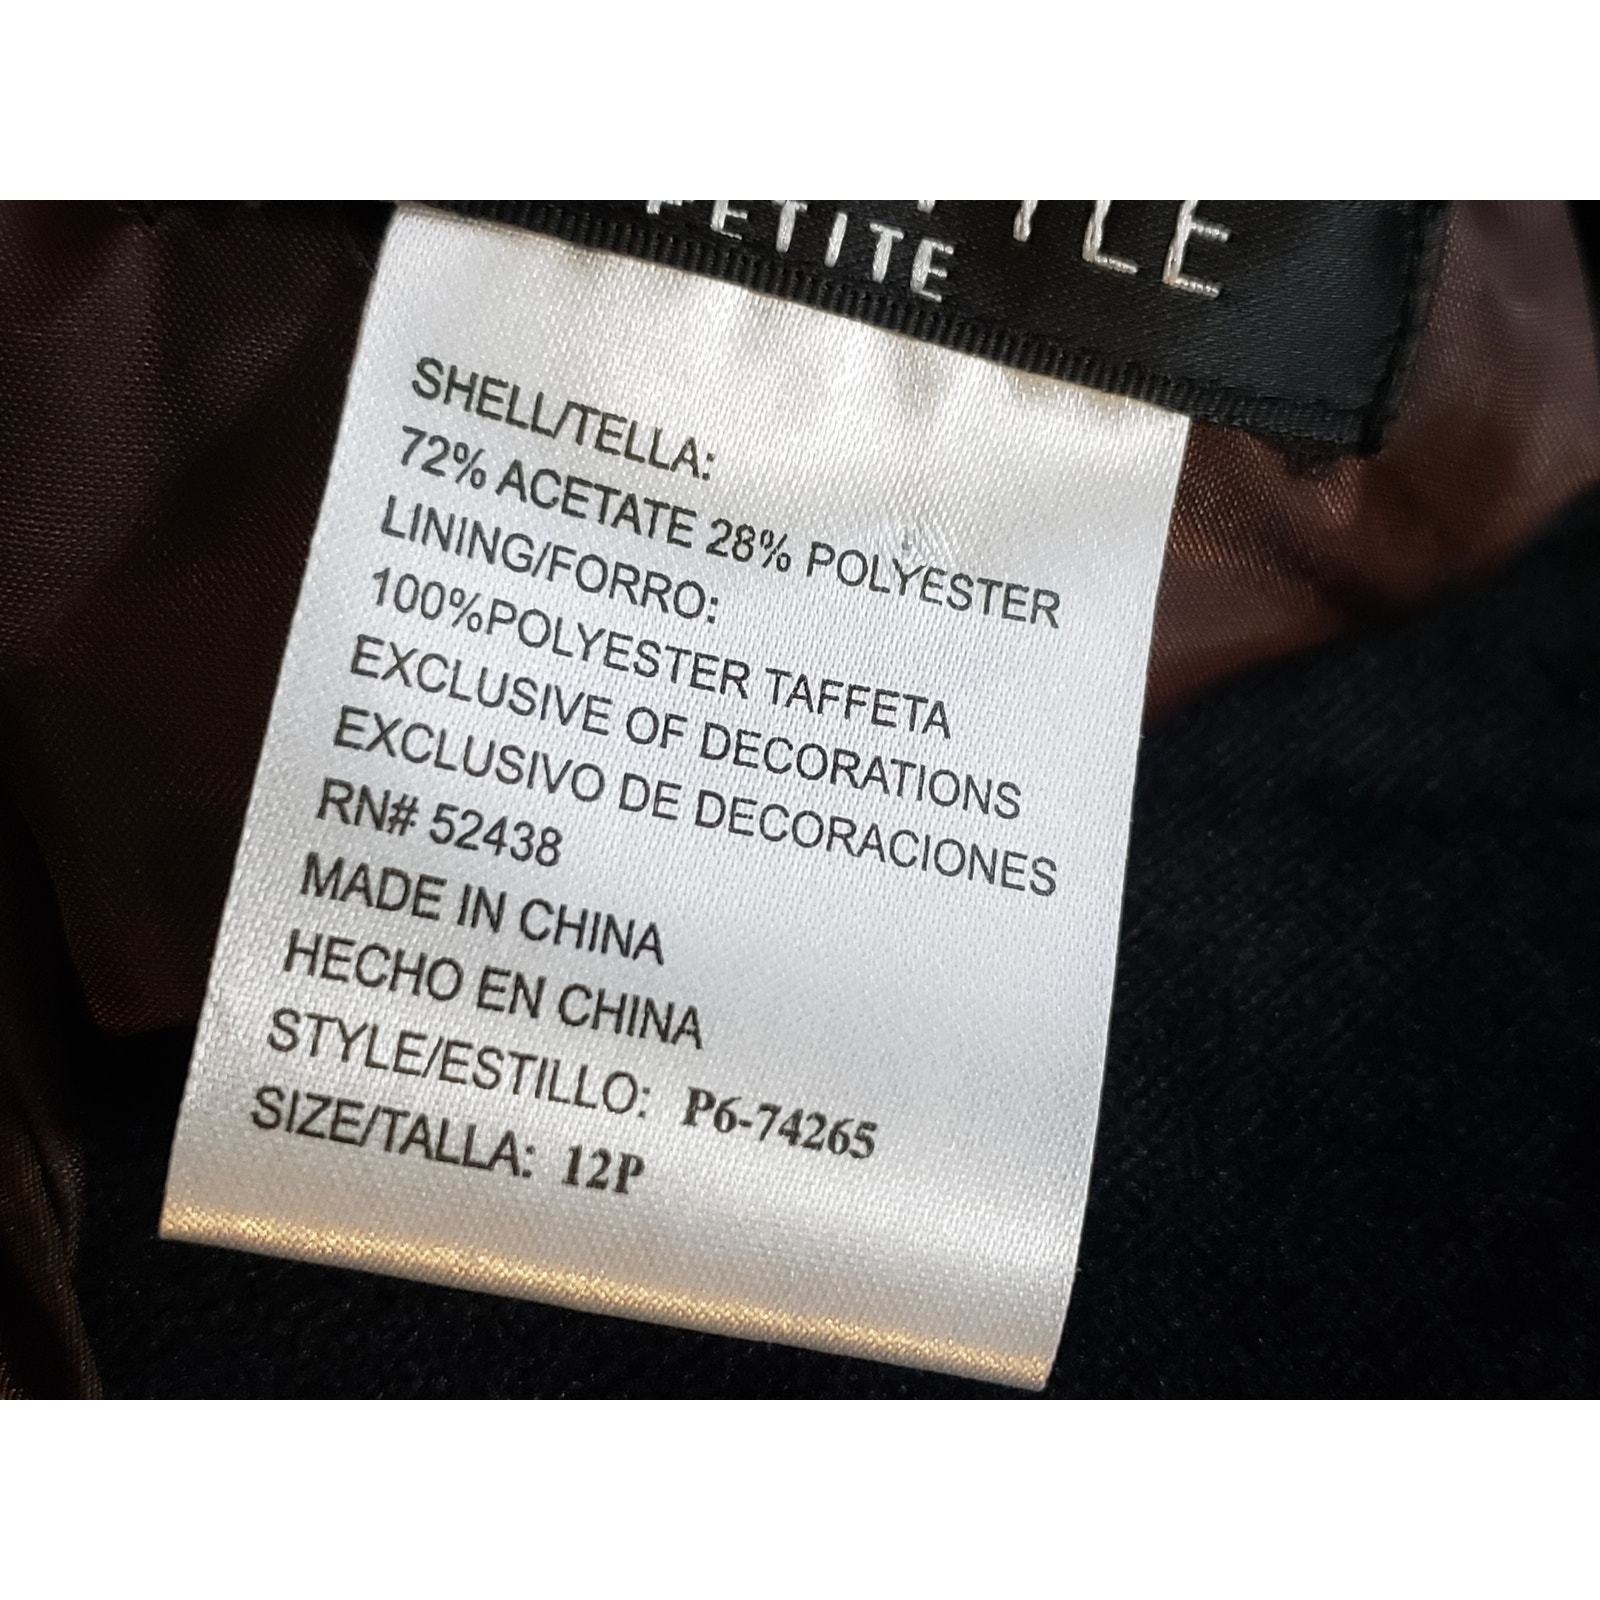 PETITE
SHELL/TELLA:
72% ACETATE 28% POLYESTER
LINING/FORRO:
100%POLYESTER TAFFETA
EXCLUSIVE OF DECORATIONS
EXCLUSIVO DE DECORACIONES
RN# 52438
MADE IN CHINA
HECHO EN CHINA
STYLE/ESTILLO: P6-74265
SIZE/TALLA: 12P